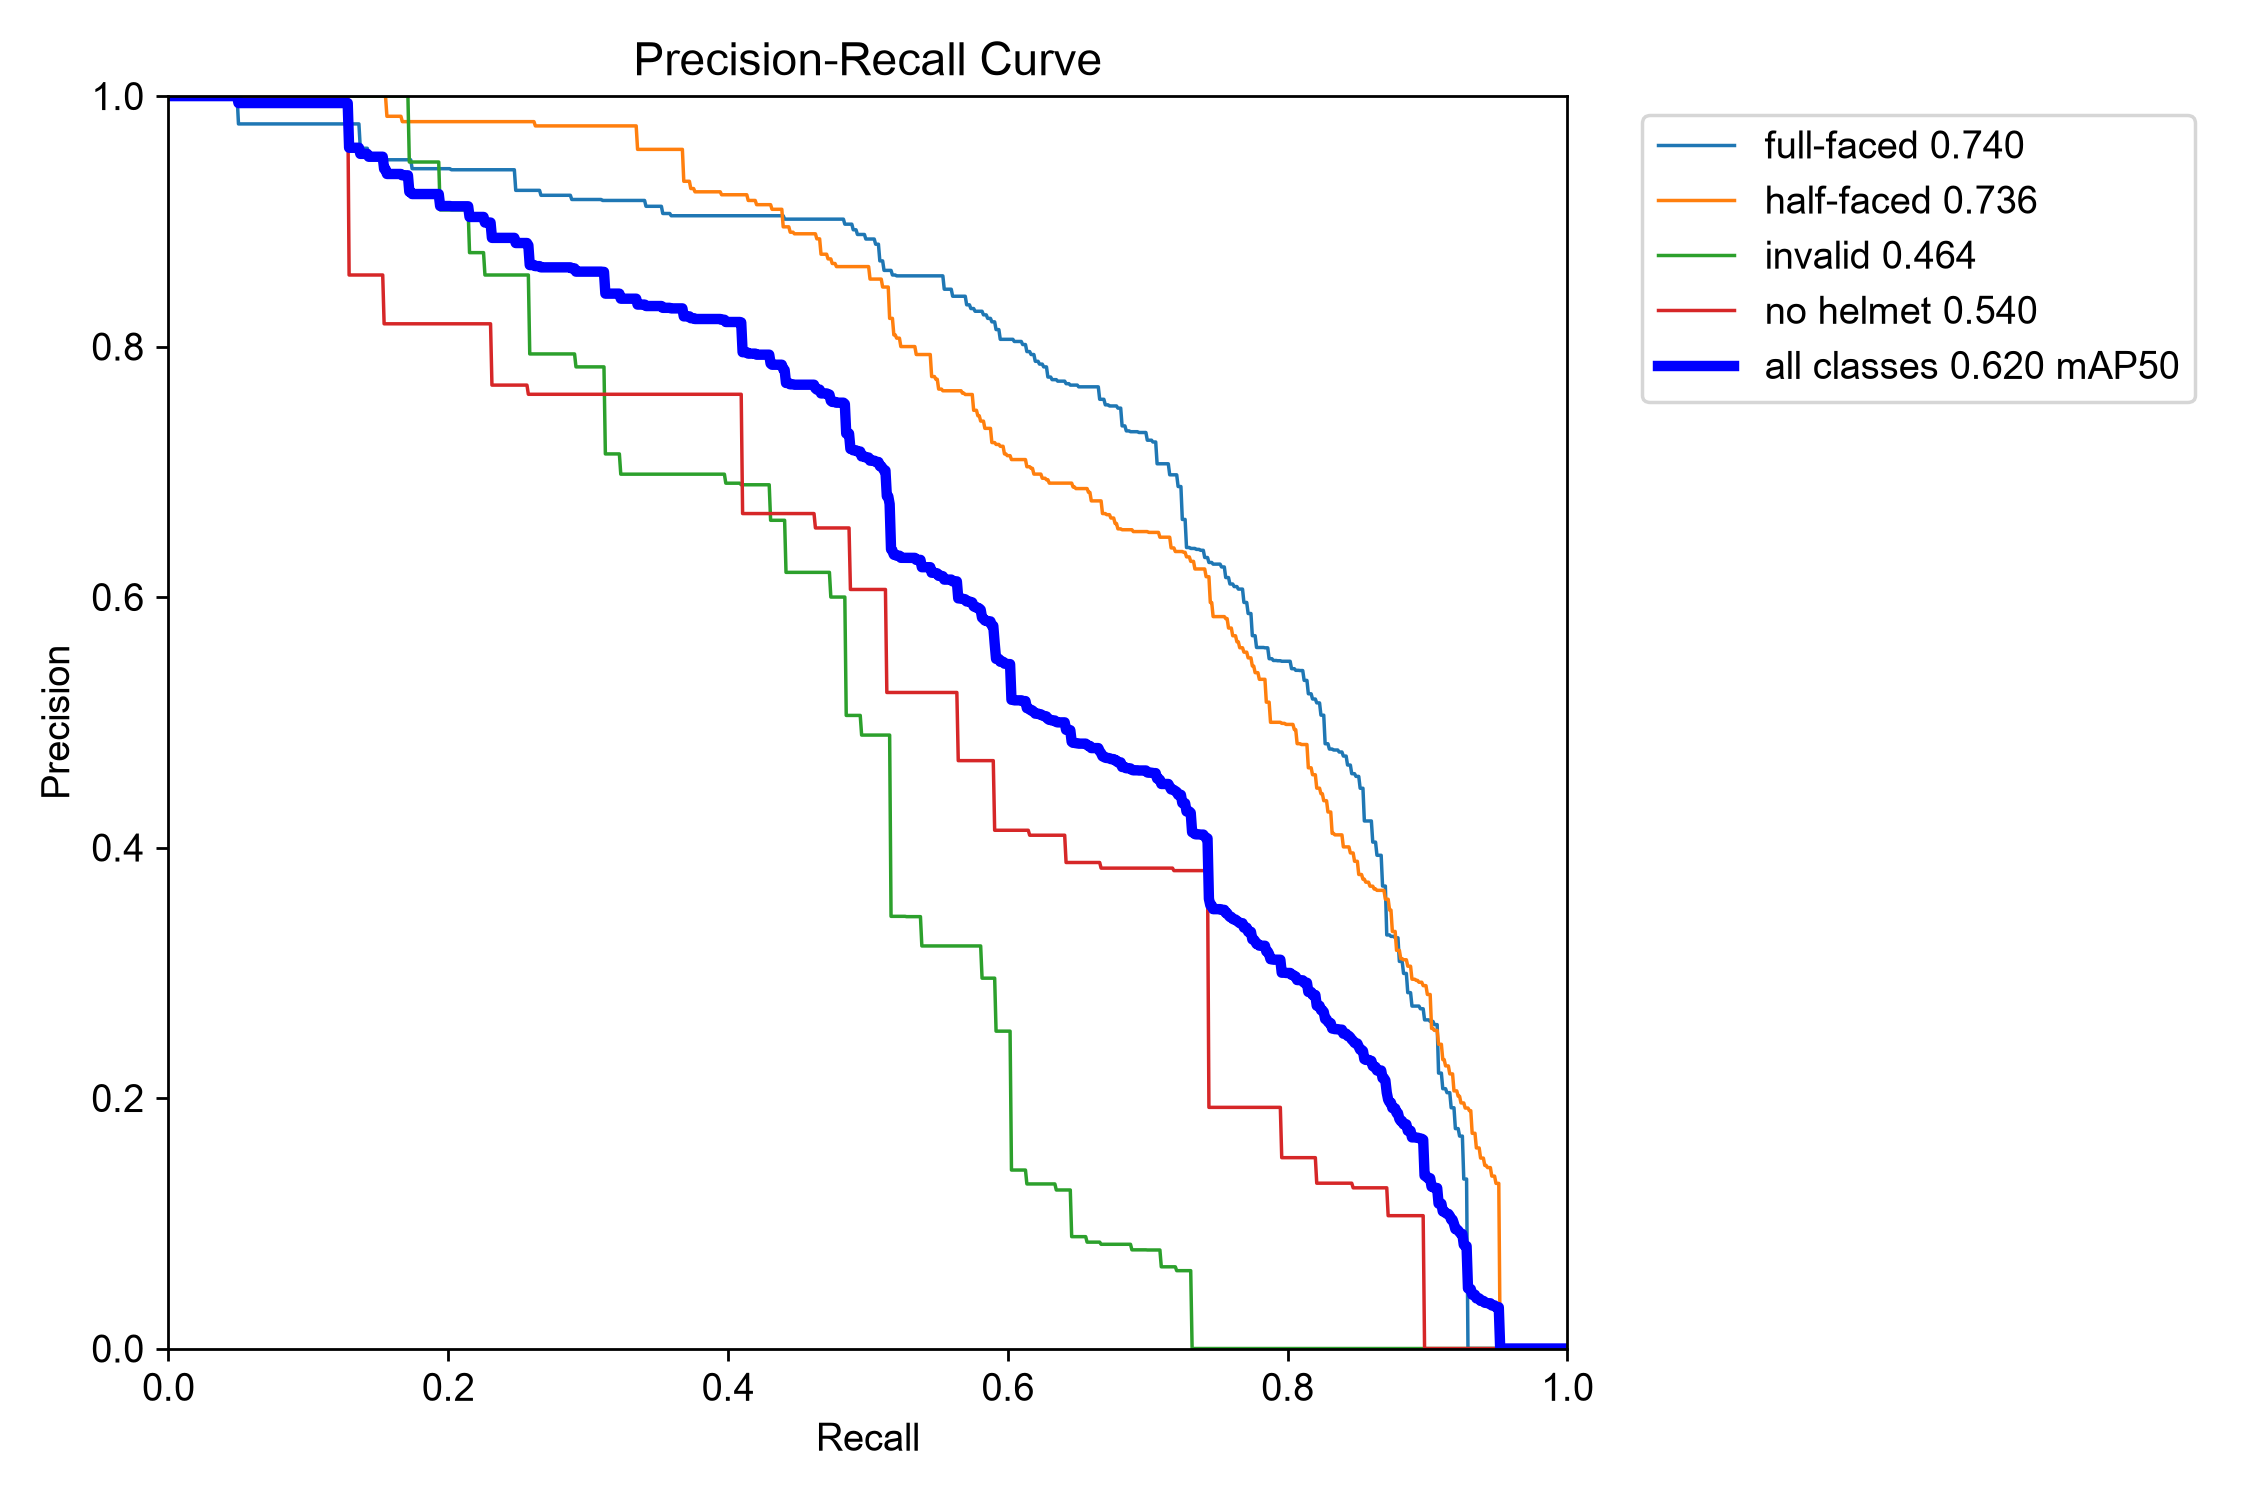 Precision-Recall Curve
1.0
0.8
0.6
0.4
0.2
0.0
Precision
0.0 0.2 0.4 0.6 0.8 1.0
Recall
full-faced 0.740
half-faced 0.736
invalid 0.464
no helmet 0.540
all classes 0.620 mAP50